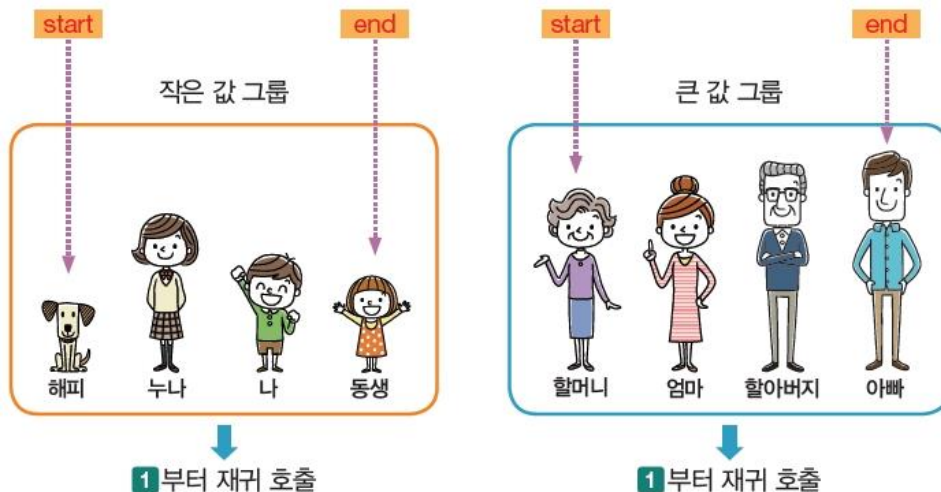 start end
작은 값 그룹
해피 누나 나 동생
1 부터 재귀 호출
start end
큰 값 그룹
할머니 엄마 할아버지 아빠
1 부터 재귀 호출